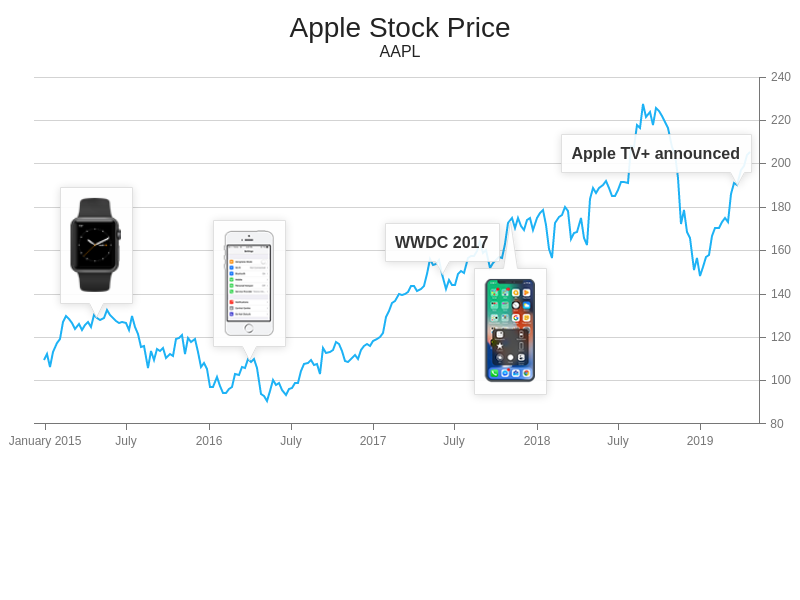 Apple Stock Price
AAPL
240
220
200
180
160
140
120
100
80
Apple TV+ announced
WWDC 2017
January 2015
July
2016
July
2017
July
2018
July
2019